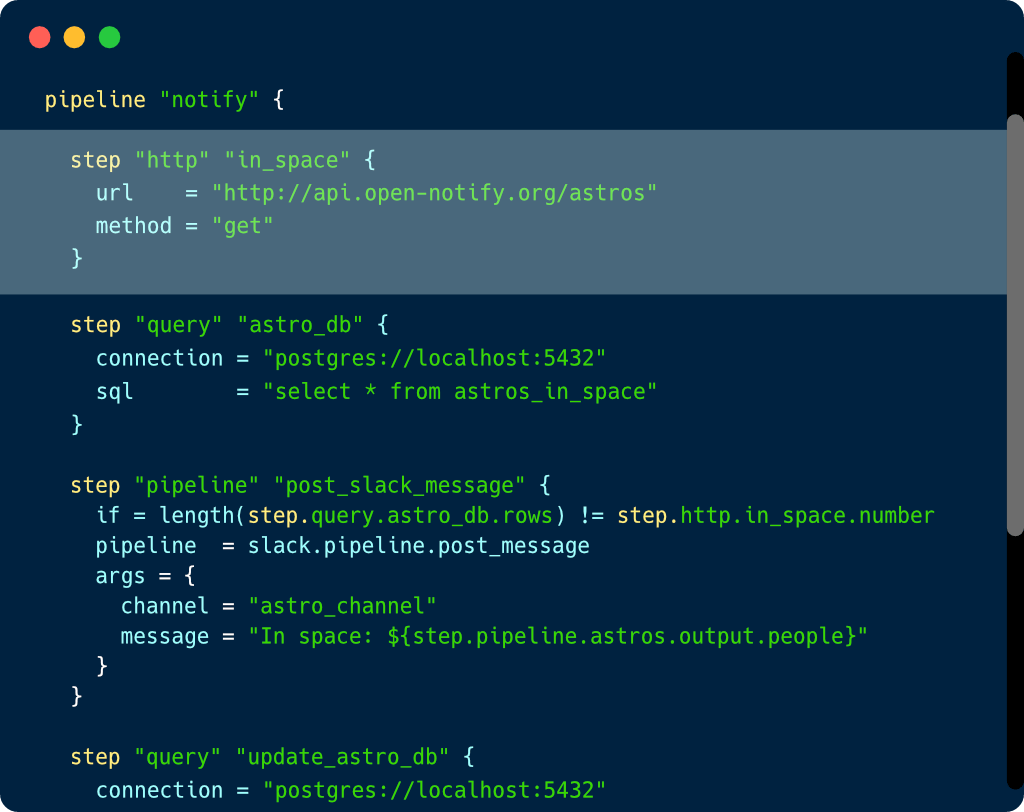 pipeline "notify" {
step "http" "in_space" {
url    = "http://api.open-notify.org/astros"
method = "get"
}
step "query" "astro_db" {
connection = "postgres://localhost:5432"
sql        = "select * from astros_in_space"
}
step "pipeline" "post_slack_message" {
if = length(step.query.astro_db.rows) != step.http.in_space.number
pipeline  = slack.pipeline.post_message
args = {
channel = "astro_channel"
message = "In space: ${step.pipeline.astros.output.people}"
}
}
step "query" "update_astro_db" {
connection = "postgres://localhost:5432"